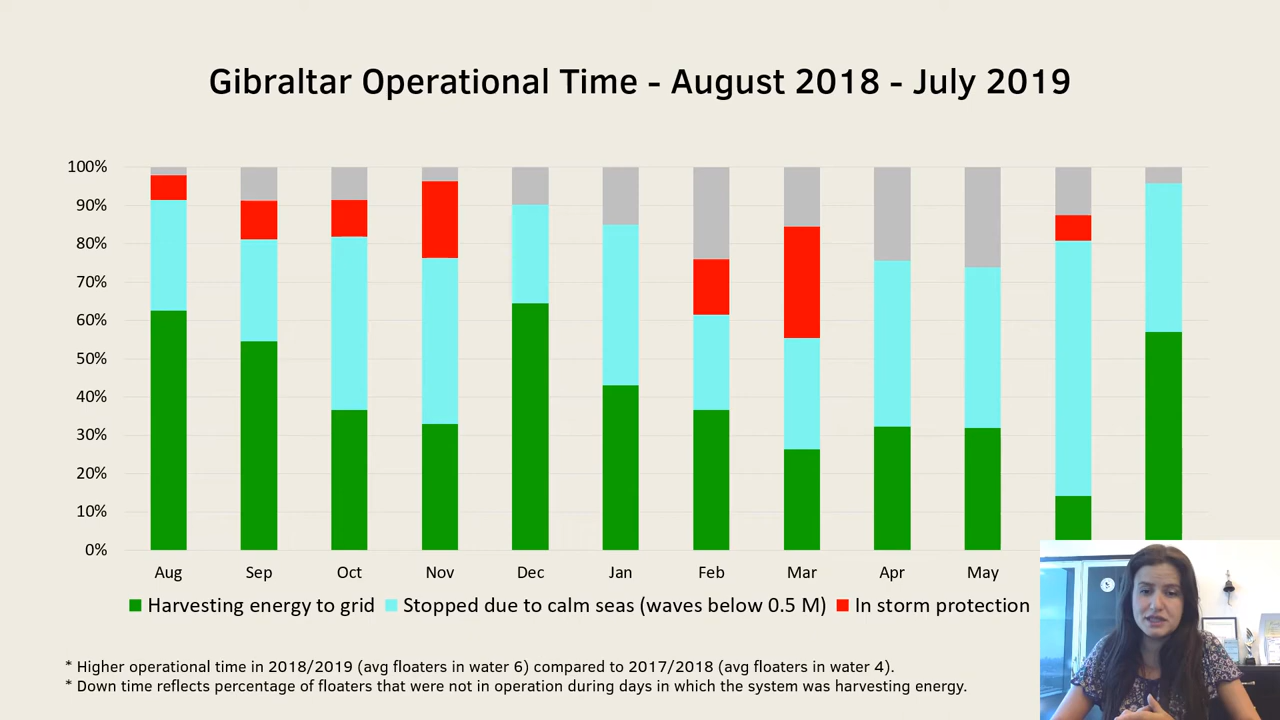 Gibraltar Operational Time - August 2018 - July 2019
100%
90%
80%
70%
60%
50%
40%
30%
20%
10%
0%
Aug Sep Oct Nov Dec Jan Feb Mar Apr May
Harvesting energy to grid Stopped due to calm seas (waves below 0.5 M) In storm protection
* Higher operational time in 2018/2019 (avg floaters in water 6) compared to 2017/2018 (avg floaters in water 4).
* Down time reflects percentage of floaters that were not in operation during days in which the system was harvesting energy.